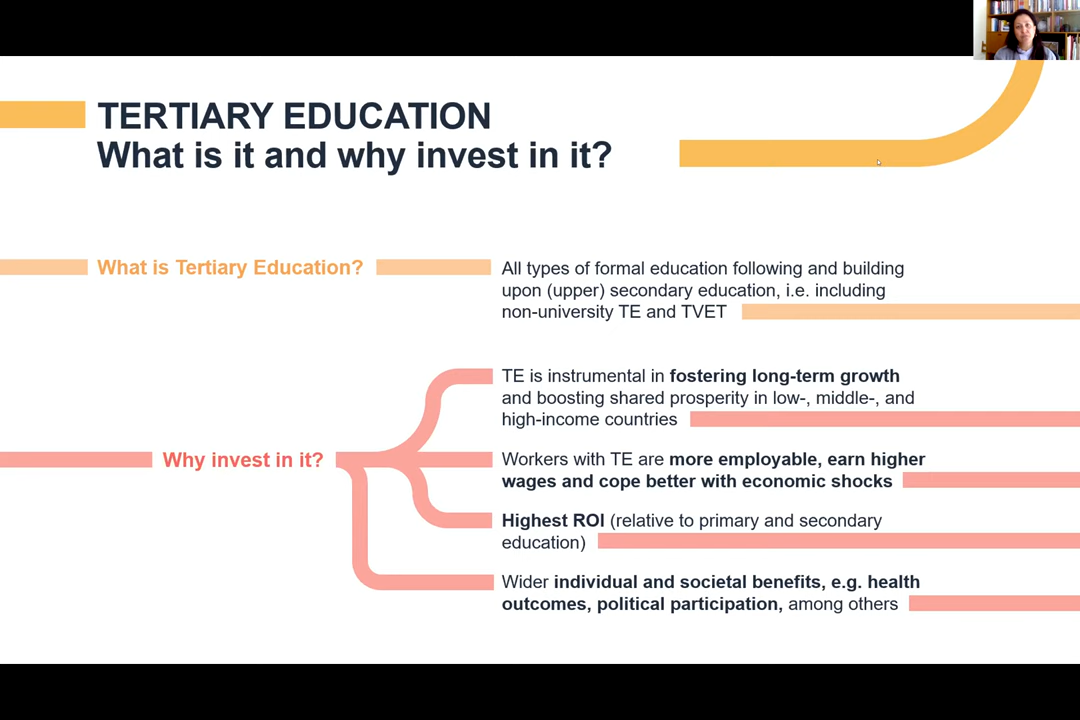 TERTIARY EDUCATION
What is it and why invest in it?
What is Tertiary Education?
All types of formal education following and building
upon (upper) secondary education, i.e. including
non-university TE and TVET
Why invest in it?
TE is instrumental in fostering long-term growth
and boosting shared prosperity in low-, middle-, and
high-income countries
Workers with TE are more employable, earn higher
wages and cope better with economic shocks
Highest ROI (relative to primary and secondary
education)
Wider individual and societal benefits, e.g. health
outcomes, political participation, among others